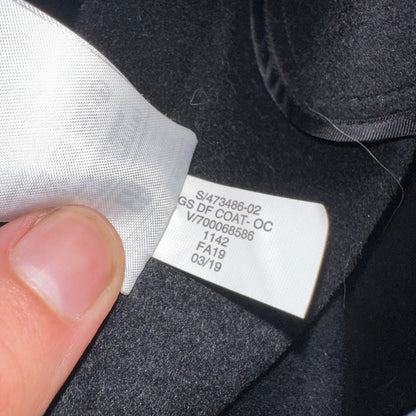 S/473486-02
GS DF COAT- OC
V/700068586
1142
FA19
03/19